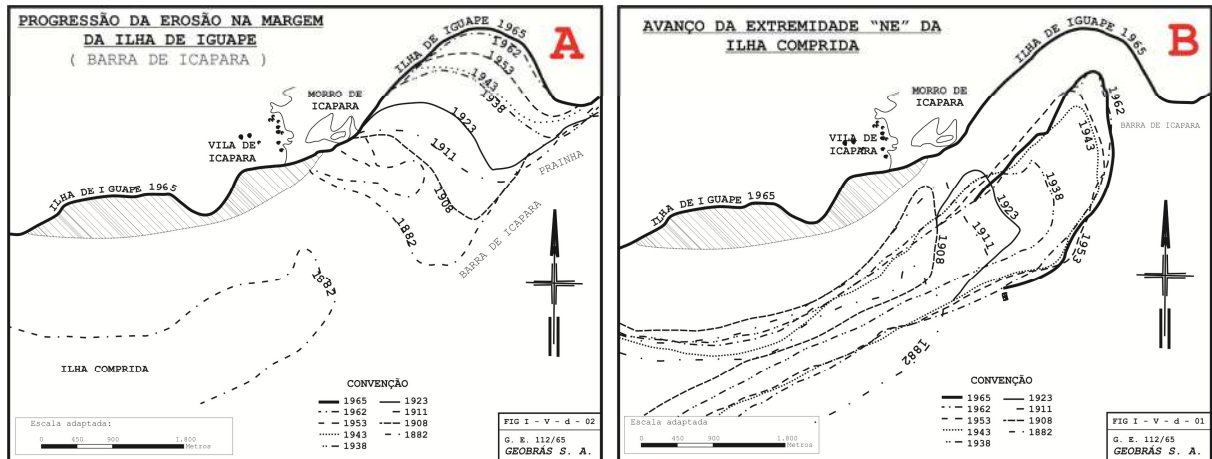 PROGRESSÃO DA EROSÃO NA MARGEM
DA ILHA DE IGUAPE
( BARRA DE ICAPARA )
A
ILHA DE IGUAPE 1965
1962
1953
1943
1938
MORRO DE
ICAPARA
1923
VILA DE
ICAPARA
1911
PRAINHA
1908
ILHA DE IGUAPE 1965
1882
BARRA DE ICAPARA
1882
ILHA COMPRIDA
CONVENÇÃO
1965
1962
1953
1943
1938
1923
1911
1908
1882
Escala adaptada:
0 450 900 1.800
Metros
FIG I - V - d - 02
G. E. 112/65
GEOBRÁS S. A.
AVANÇO DA EXTREMIDADE "NE" DA
ILHA COMPRIDA
B
ILHA DE IGUAPE 1965
MORRO DE
ICAPARA
1962
BARRA DE ICAPARA
VILA DE
ICAPARA
1943
1938
ILHA DE IGUAPE 1965
1923
1911
1908
1953
1882
CONVENÇÃO
1965
1962
1953
1943
1938
1923
1911
1908
1882
Escala adaptada
0 450 900 1.800
Metros
FIG I - V - d - 01
G. E. 112/65
GEOBRÁS S. A.